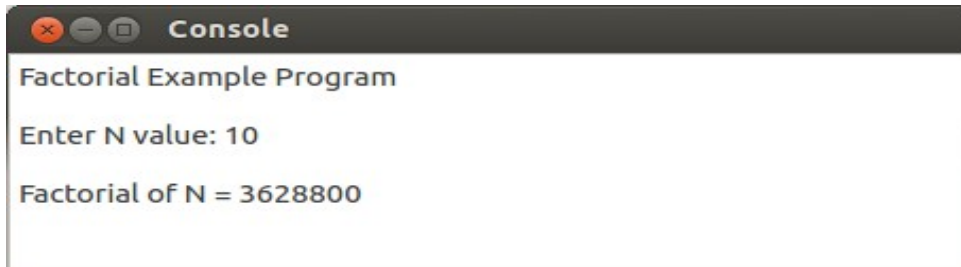 Console
Factorial Example Program
Enter N value: 10
Factorial of N = 3628800